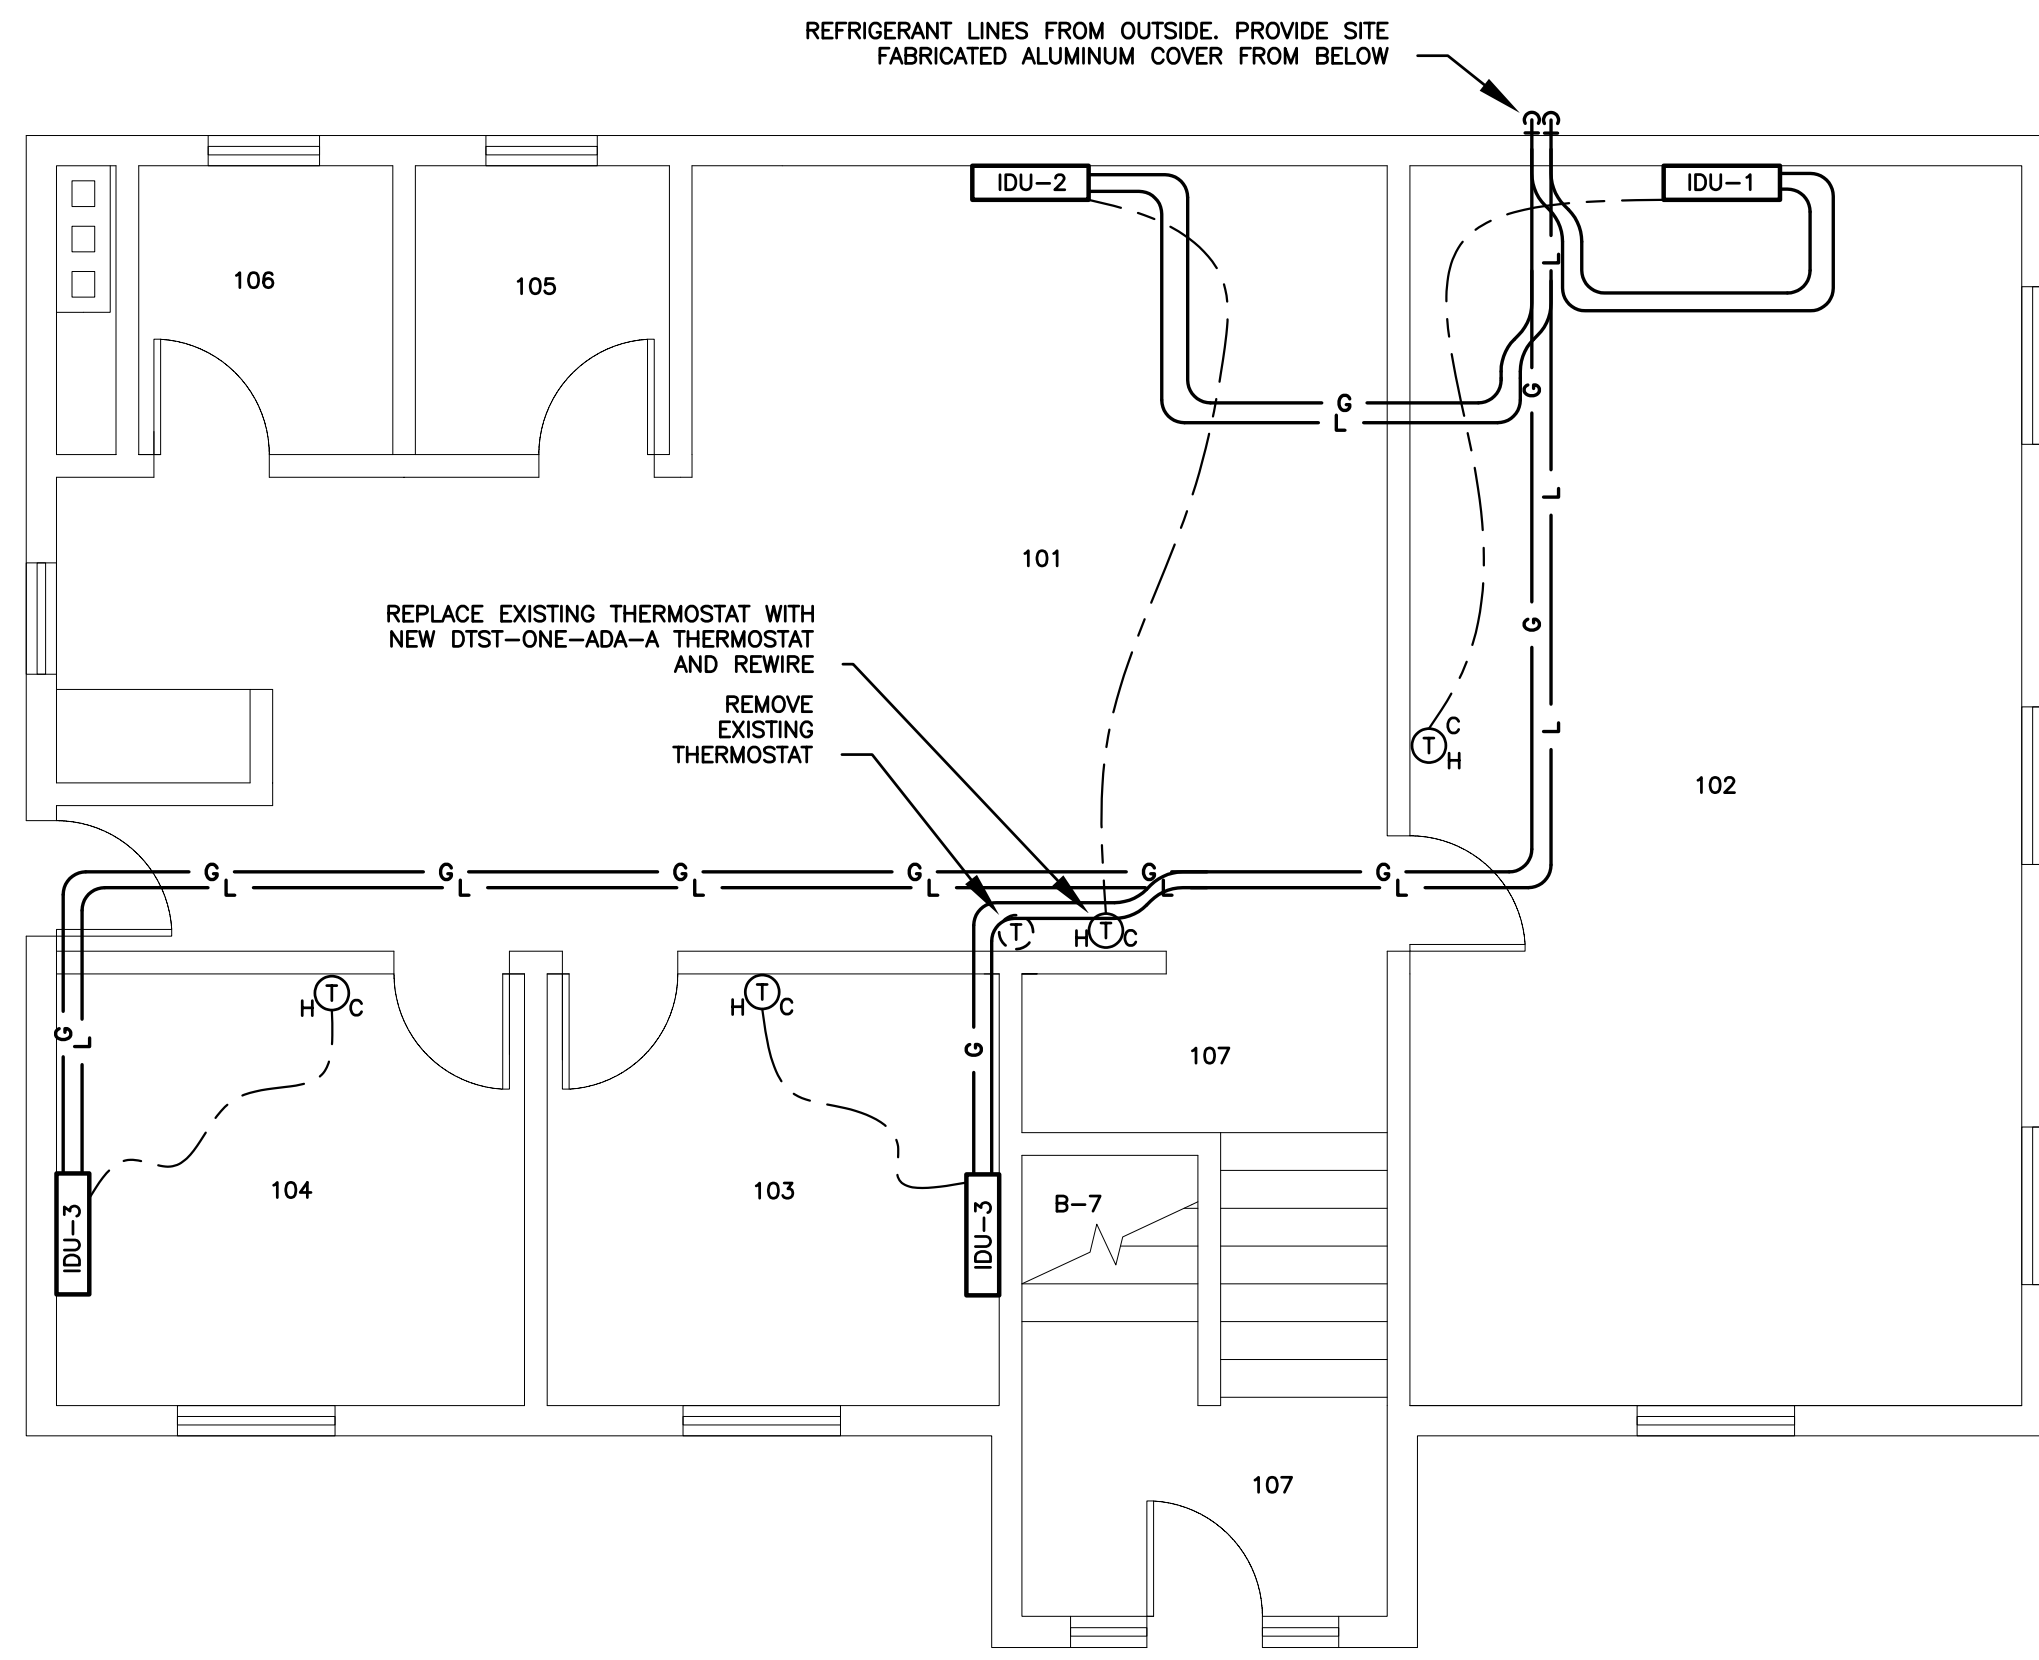 REFRIGERANT LINES FROM OUTSIDE. PROVIDE SITE
FABRICATED ALUMINUM COVER FROM BELOW
IDU-2
IDU-1
106
105
L
G
G
L
L
101
REPLACE EXISTING THERMOSTAT WITH
NEW DTST-ONE-ADA-A THERMOSTAT
AND REWIRE
G
REMOVE
EXISTING
THERMOSTAT
L
T C
H
102
G G G G G G
L L L L L L
T
H T C
H T C
H T C
G
L
G
107
104
103
B-7
IDU-3
IDU-3
107